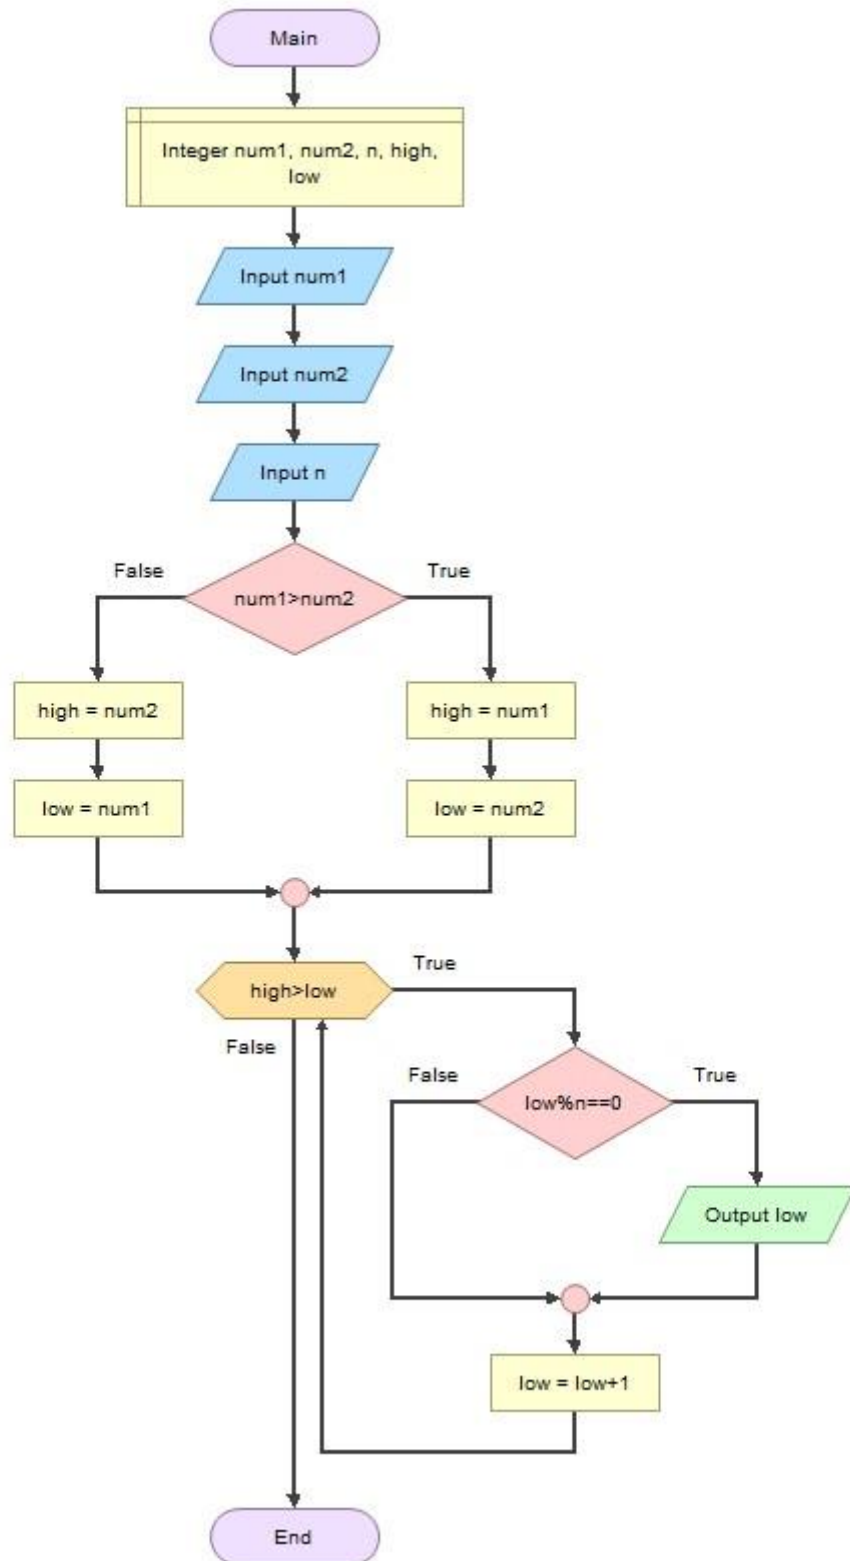 Main
Integer num1, num2, n, high,
low
Input num1
Input num2
Input n
False
True
num1>num2
high = num2
high = num1
low = num1
low = num2
True
high>low
False
False
True
low%n==0
Output low
low = low+1
End